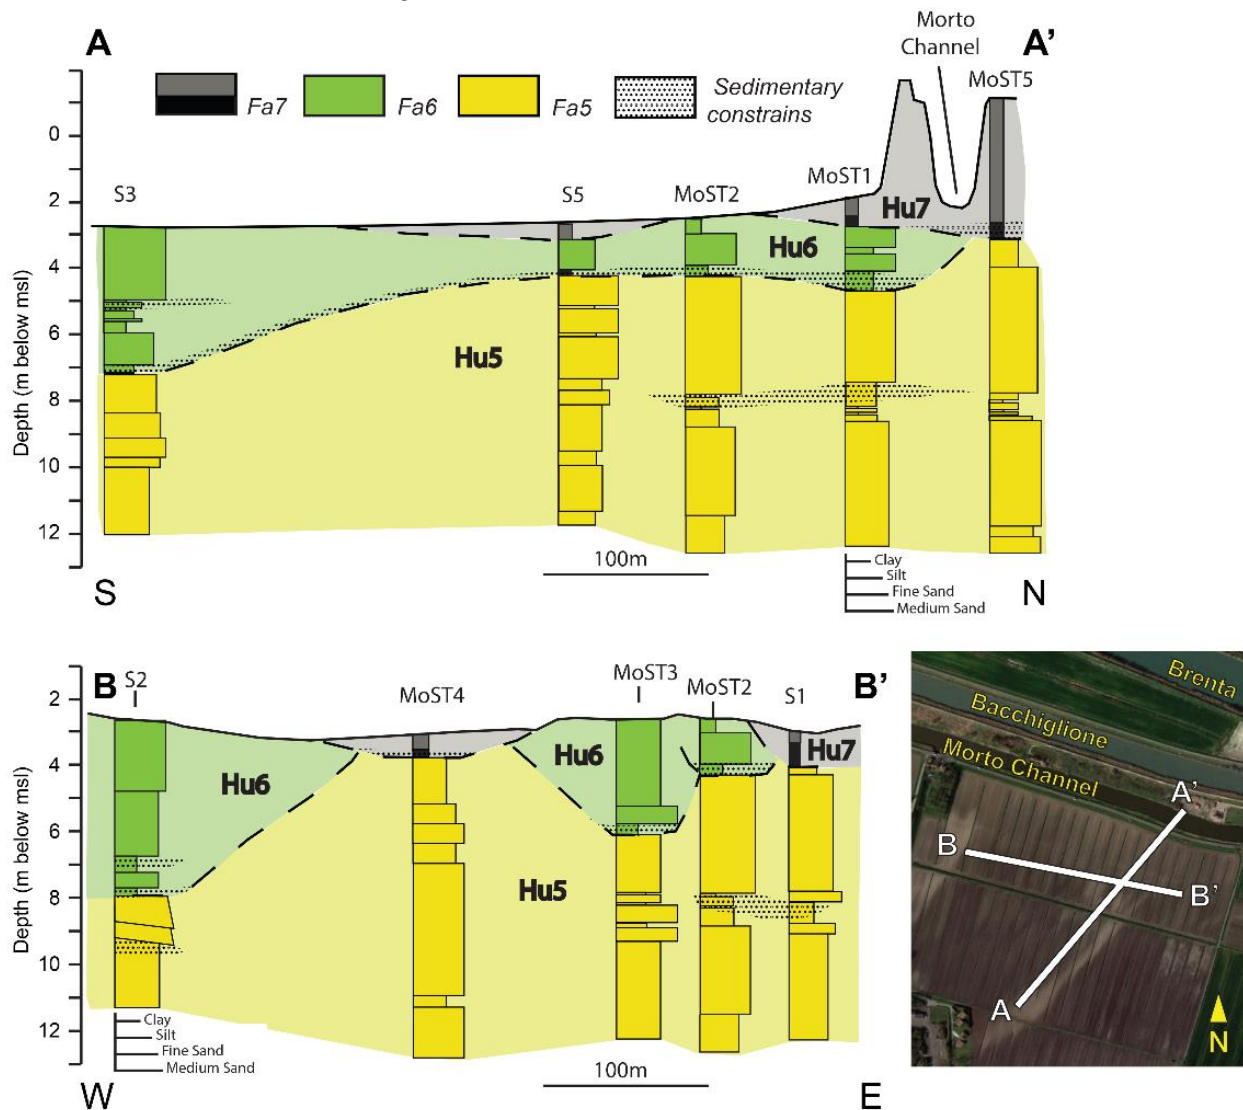 A
Morto
Channel
A'
MoST5
Fa7
Fa6
Fa5
Sedimentary
constrains
0
2
4
6
8
10
12
Depth (m below msl)
S3
S5
MoST2
MoST1
Hu7
Hu6
Hu5
100m
Clay
Silt
Fine Sand
Medium Sand
S
N
B
S2
MoST4
MoST3
MoST2
S1
B'
2
4
6
8
10
12
Depth (m below msl)
Hu6
Hu6
Hu7
Hu5
Clay
Silt
Fine Sand
Medium Sand
100m
W
E
Brenta
Bacchiglione
Morto Channel
A'
B
B'
A
N